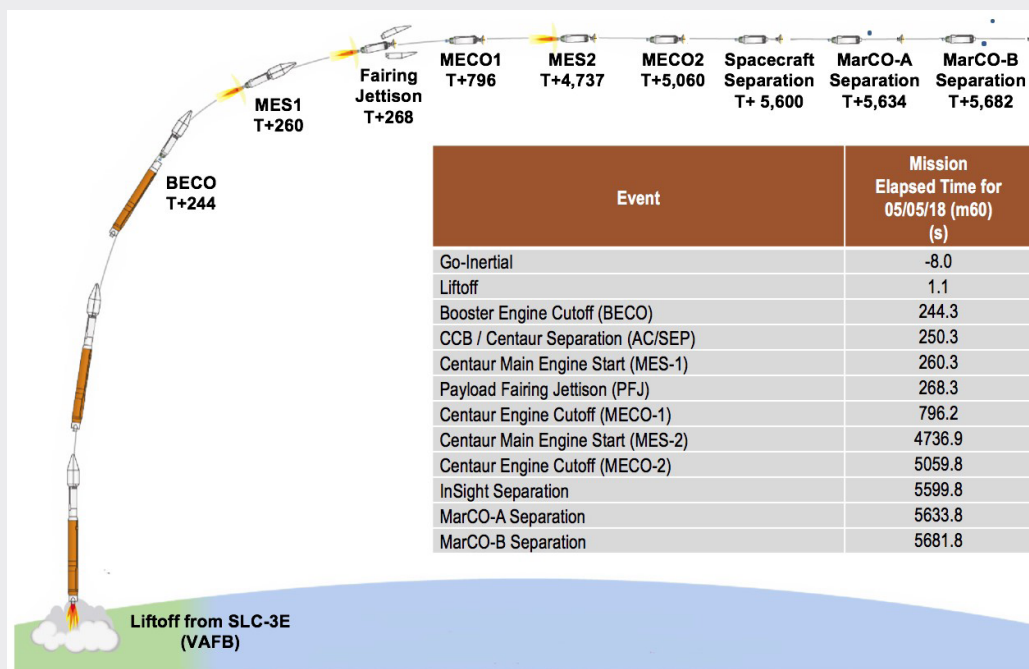 MECO1
T+796
MES2
T+4,737
MECO2
T+5,060
Spacecraft
Separation
T+ 5,600
MarCO-A
Separation
T+5,634
MarCO-B
Separation
T+5,682
Fairing
Jettison
T+268
MES1
T+260
BECO
T+244
Event
Mission
Elapsed Time for
05/05/18 (m60)
(s)
Go-Inertial -8.0
Liftoff 1.1
Booster Engine Cutoff (BECO) 244.3
CCB / Centaur Separation (AC/SEP) 250.3
Centaur Main Engine Start (MES-1) 260.3
Payload Fairing Jettison (PFJ) 268.3
Centaur Engine Cutoff (MECO-1) 796.2
Centaur Main Engine Start (MES-2) 4736.9
Centaur Engine Cutoff (MECO-2) 5059.8
InSight Separation 5599.8
MarCO-A Separation 5633.8
MarCO-B Separation 5681.8
Liftoff from SLC-3E
(VAFB)